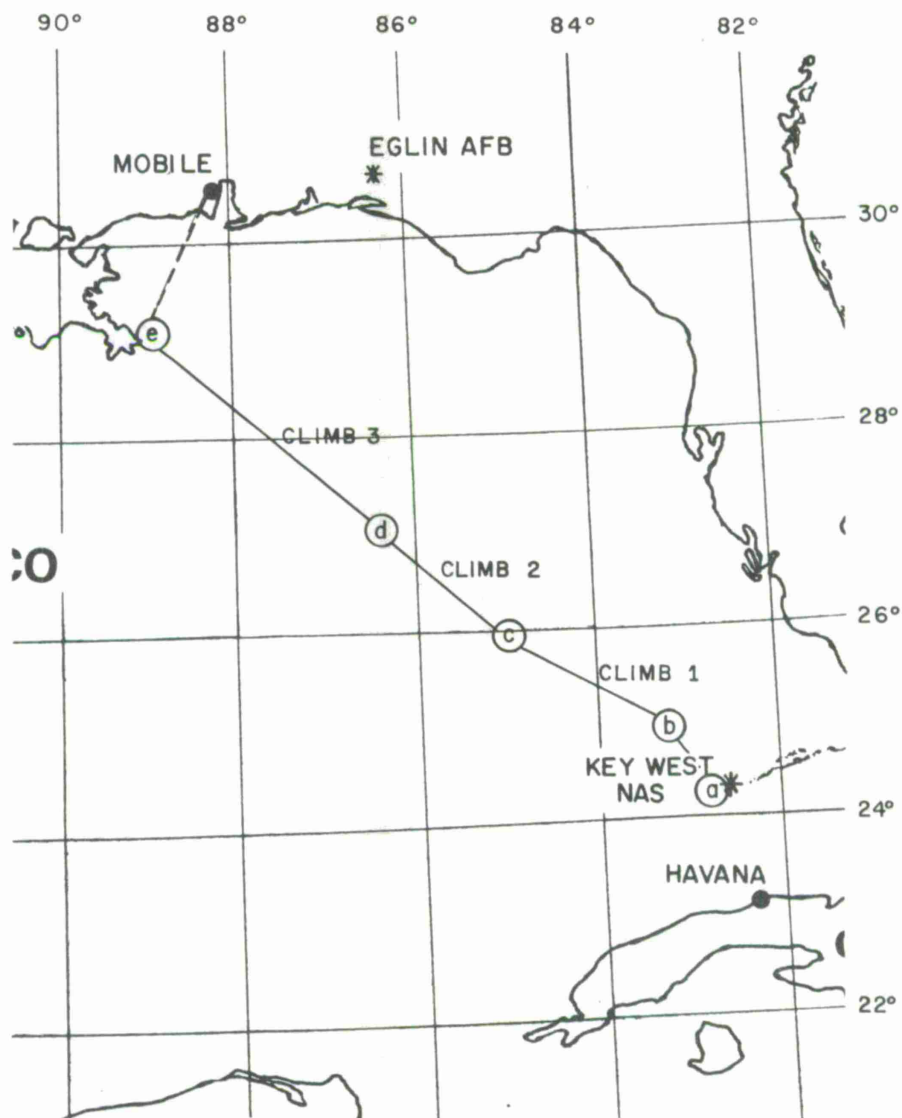 90° 88° 86° 84° 82°
EGLIN AFB
MOBILE
30°
e
28°
CLIMB 3
d
CO
CLIMB 2
26°
c
CLIMB 1
b
KEY WEST
NAS
a
24°
HAVANA
22°